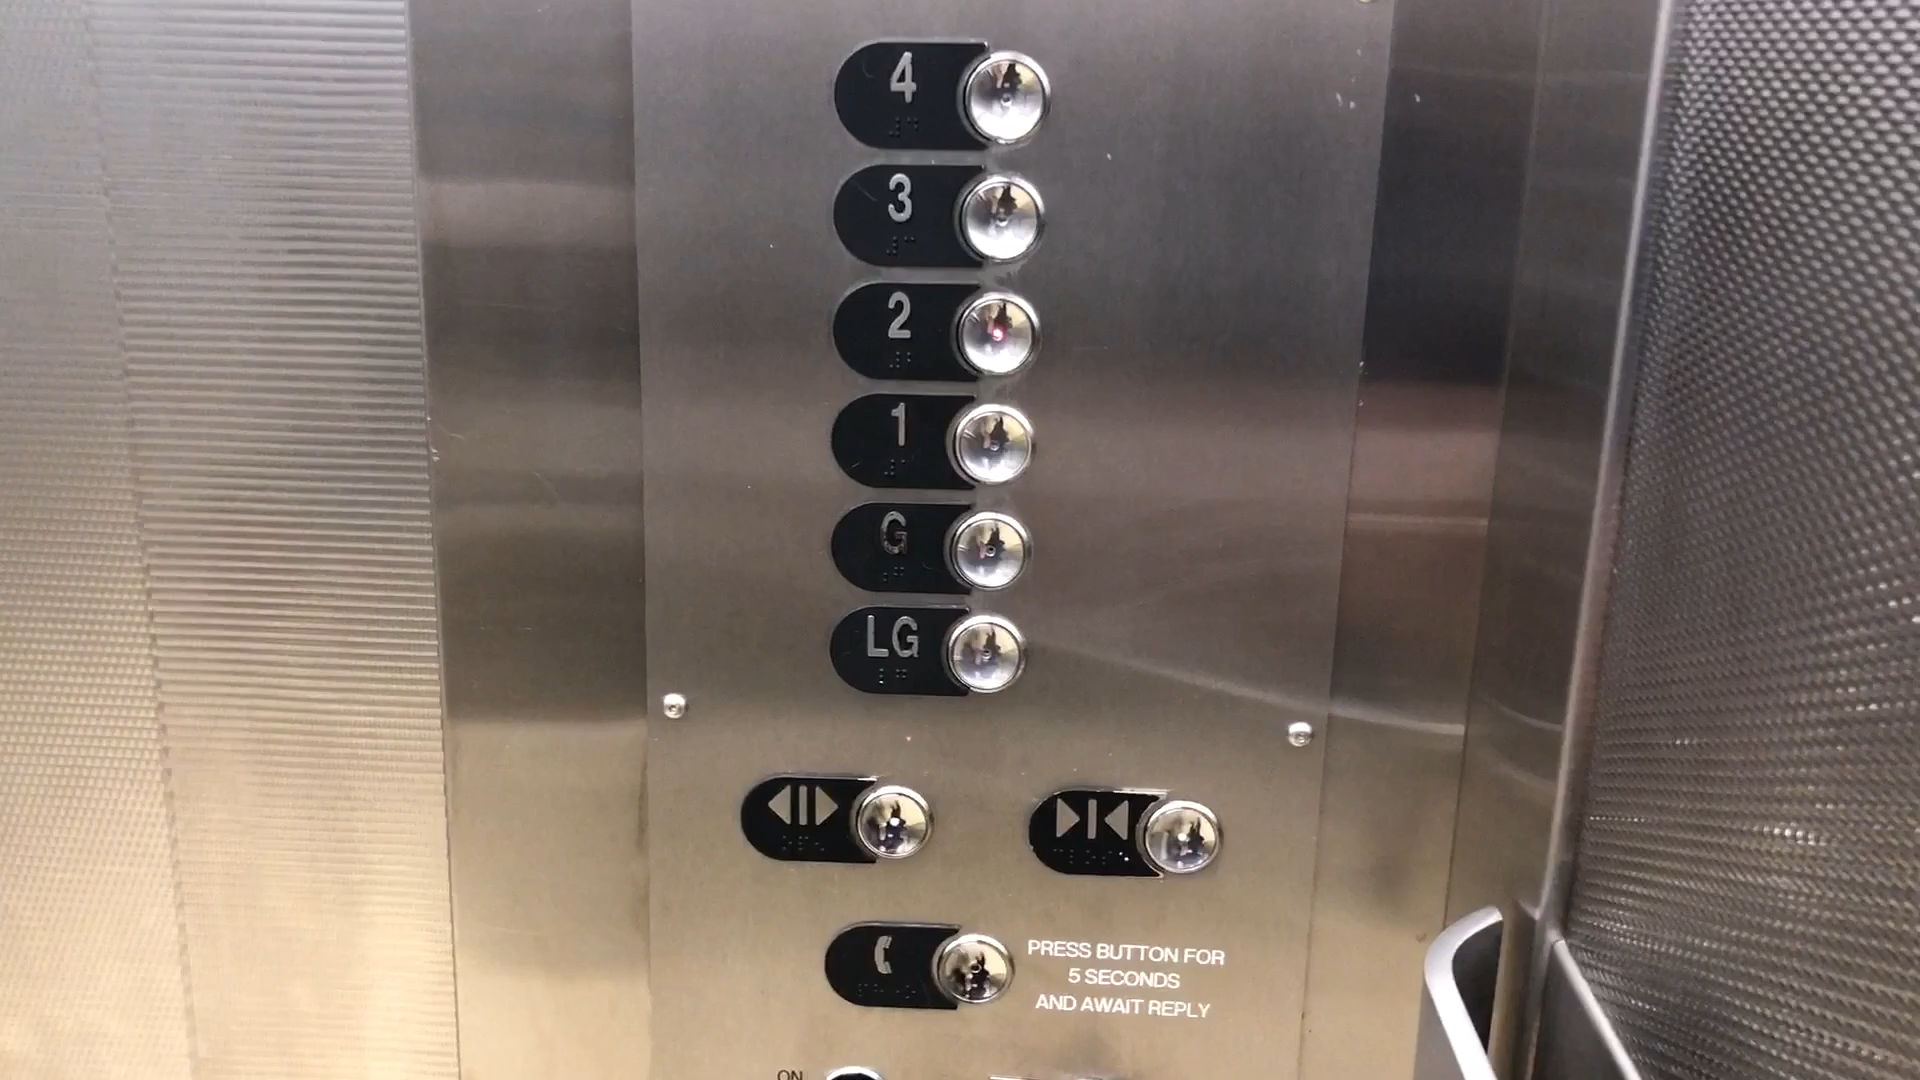 4
3
2
1
G
LG
PRESS BUTTON FOR
5 SECONDS
AND AWAIT REPLY
ON